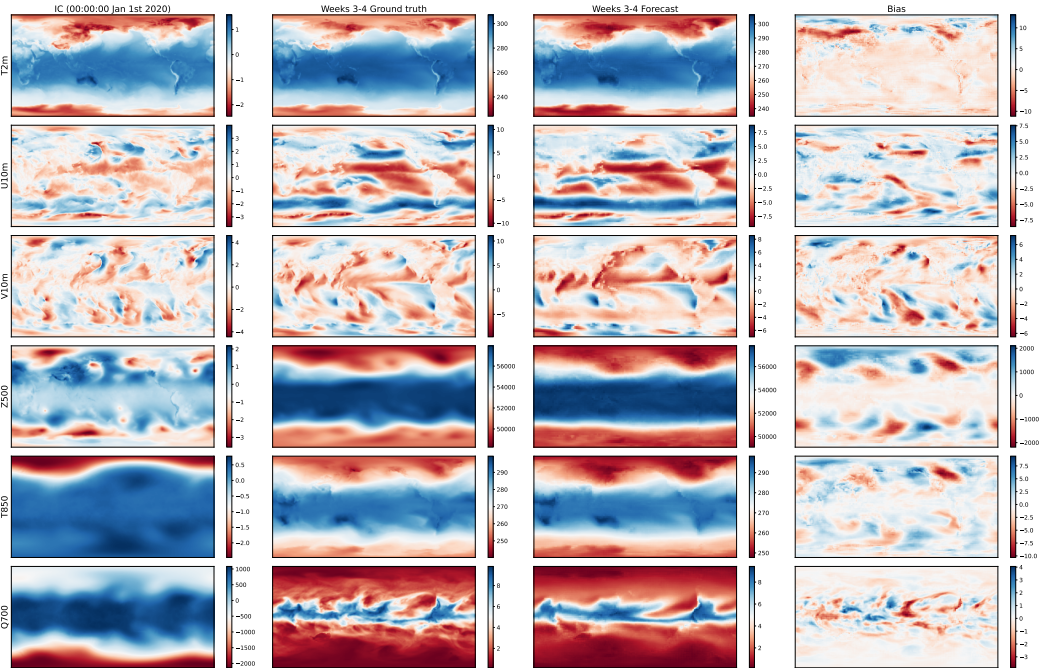 IC (00:00:00 Jan 1st 2020) Weeks 3-4 Ground truth Weeks 3-4 Forecast Bias
T2m
1 0 −1 −2
300 280 260 240
300 290 280 270 260 250 240
10 5 0 −5 −10
U10m
3 2 1 0 −1 −2 −3
10 5 0 −5 −10
7.5 5.0 2.5 0.0 −2.5 −5.0 −7.5
7.5 5.0 2.5 0.0 −2.5 −5.0 −7.5
V10m
4 2 0 −2 −4
10 5 0 −5
8 6 4 2 0 −2 −4 −6
6 4 2 0 −2 −4 −6
Z500
2 1 0 −1 −2 −3
56000 54000 52000 50000
56000 54000 52000 50000
2000 1000 0 −1000 −2000
T850
0.5 0.0 −0.5 −1.0 −1.5 −2.0
290 280 270 260 250
290 280 270 260 250
7.5 5.0 2.5 0.0 −2.5 −5.0 −7.5 −10.0
Q700
1000 500 0 −500 −1000 −1500 −2000
8 6 4 2
8 6 4 2
4 3 2 1 0 −1 −2 −3